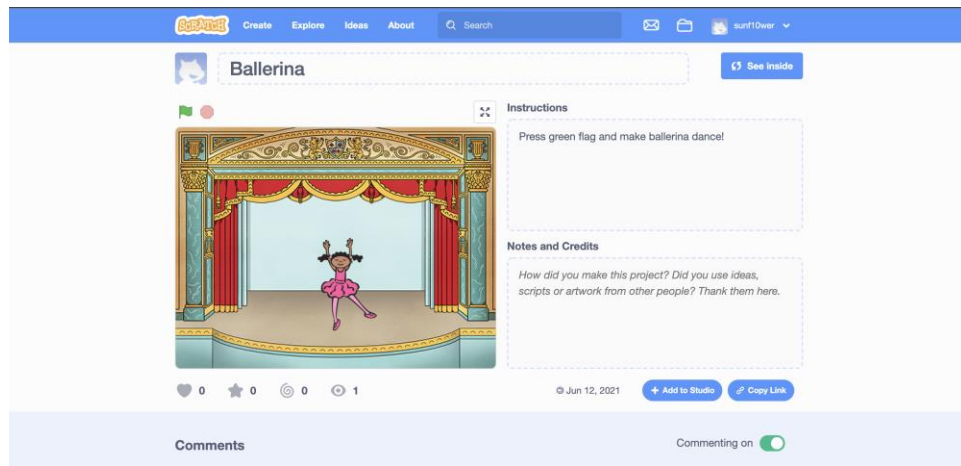 SCRATCH Create Explore Ideas About Search sunf10wer
Ballerina
See inside
Instructions
Press green flag and make ballerina dance!
Notes and Credits
How did you make this project? Did you use ideas,
scripts or artwork from other people? Thank them here.
0 0 0 1 © Jun 12, 2021 Add to Studio Copy Link
Comments Commenting on